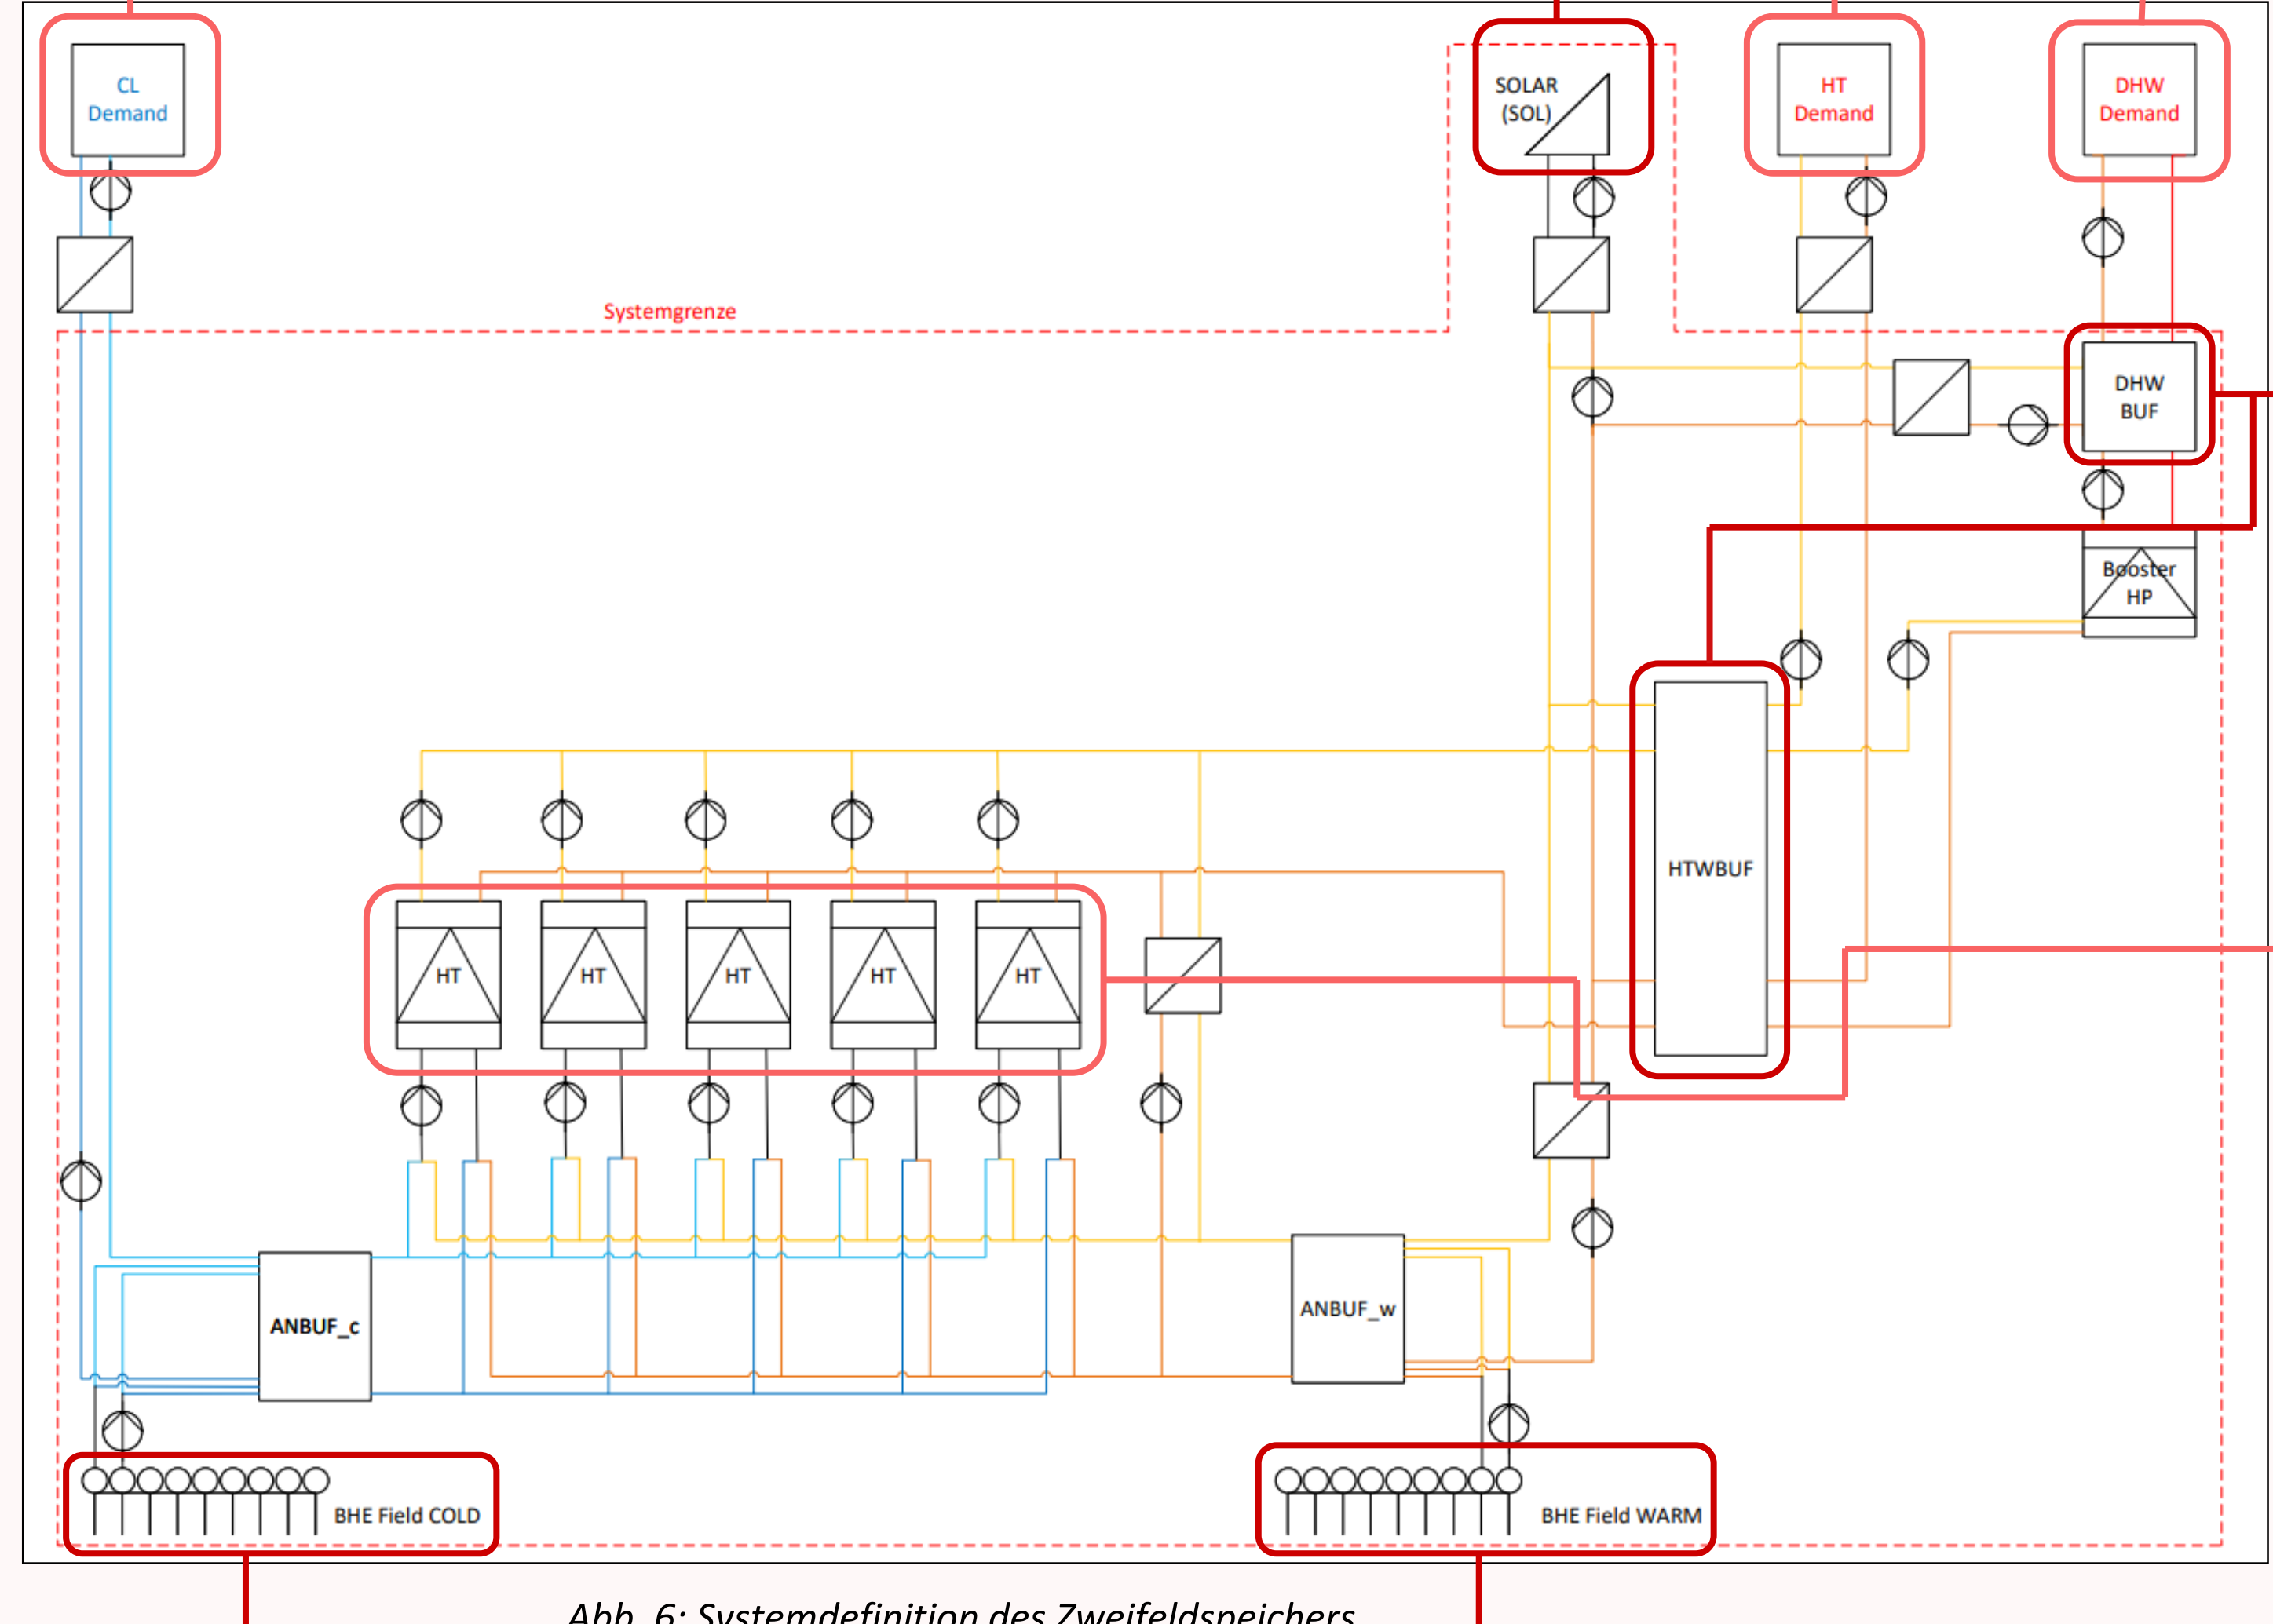 CL
Demand
SOLAR
(SOL)
HT
Demand
DHW
Demand
Systemgrenze
DHW
BUF
Booster
HP
HTWBUF
HT
HT
HT
HT
HT
ANBUF_c
ANBUF_w
BHE Field COLD
BHE Field WARM
Abb. 6: Systemdefinition des Zweifeldspeichers